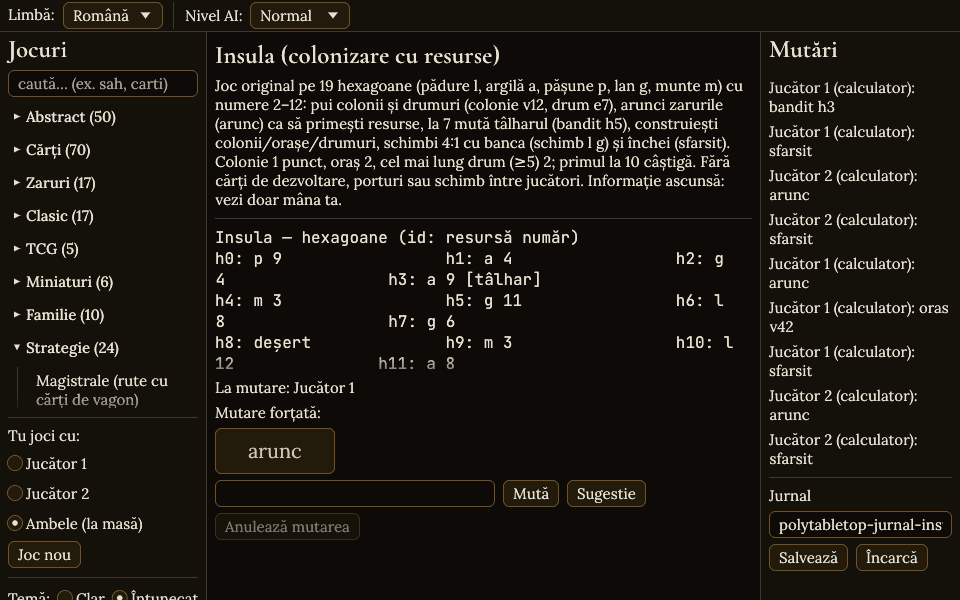 Limbă:
Română
Nivel AI:
Normal
Jocuri
caută... (ex. sah, carti)
Abstract (50)
Cărți (70)
Zaruri (17)
Clasic (17)
TCG (5)
Miniaturi (6)
Familie (10)
Strategie (24)
Magistrale (rute cu
cărți de vagon)
Tu joci cu:
Jucător 1
Jucător 2
Ambele (la masă)
Joc nou
Temă:
Clar
Întunecat
Insula (colonizare cu resurse)
Joc original pe 19 hexagoane (pădure l, argilă a, pășune p, lan g, munte m) cu
numere 2–12: pui colonii și drumuri (colonie v12, drum e7), arunci zarurile
(arunc) ca să primești resurse, la 7 mută tâlharul (bandit h5), construiești
colonii/orașe/drumuri, schimbi 4:1 cu banca (schimb l g) și închei (sfarsit).
Colonie 1 punct, oraș 2, cel mai lung drum (≥5) 2; primul la 10 câștigă. Fără
cărți de dezvoltare, porturi sau schimb între jucători. Informație ascunsă:
vezi doar mâna ta.
Insula — hexagoane (id: resursă număr)
h0: p 9 h1: a 4 h2: g
4 h3: a 9 [tâlhar]
h4: m 3 h5: g 11 h6: l
8 h7: g 6
h8: deșert h9: m 3 h10: l
12 h11: a 8
La mutare: Jucător 1
Mutare forțată:
arunc
Mută
Sugestie
Anulează mutarea
Mutări
Jucător 1 (calculator):
bandit h3
Jucător 1 (calculator):
sfarsit
Jucător 2 (calculator):
arunc
Jucător 2 (calculator):
sfarsit
Jucător 1 (calculator):
arunc
Jucător 1 (calculator): oras
v42
Jucător 1 (calculator):
sfarsit
Jucător 2 (calculator):
arunc
Jucător 2 (calculator):
sfarsit
Jurnal
polytabletop-jurnal-ins
Salvează
Încarcă